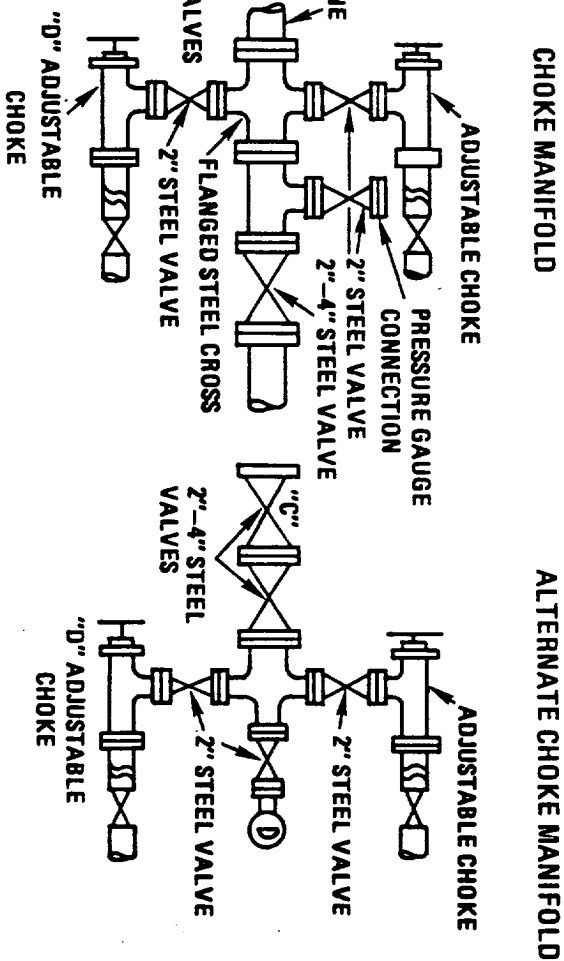 CHOKE MANIFOLD
ADJUSTABLE CHOKE
PRESSURE GAUGE
CONNECTION
2" STEEL VALVE
2"–4" STEEL VALVE
FLANGED STEEL CROSS
2" STEEL VALVE
"D" ADJUSTABLE
CHOKE
ALTERNATE CHOKE MANIFOLD
ADJUSTABLE CHOKE
2" STEEL VALVE
"C"
2"–4" STEEL
VALVES
D
2" STEEL VALVE
"D" ADJUSTABLE
CHOKE